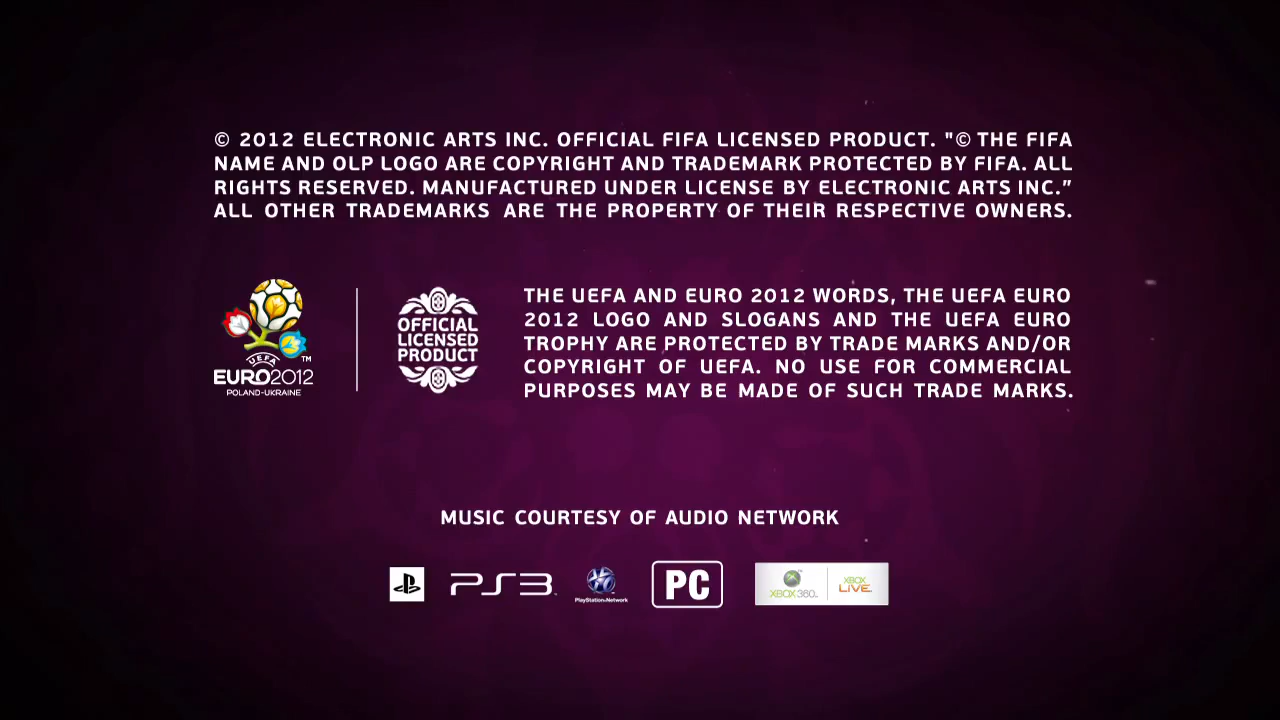 © 2012 ELECTRONIC ARTS INC. OFFICIAL FIFA LICENSED PRODUCT. "© THE FIFA
NAME AND OLP LOGO ARE COPYRIGHT AND TRADEMARK PROTECTED BY FIFA. ALL
RIGHTS RESERVED. MANUFACTURED UNDER LICENSE BY ELECTRONIC ARTS INC."
ALL OTHER TRADEMARKS ARE THE PROPERTY OF THEIR RESPECTIVE OWNERS.
UEFA
™
EURO2012
POLAND-UKRAINE
OFFICIAL
LICENSED
PRODUCT
THE UEFA AND EURO 2012 WORDS, THE UEFA EURO
2012 LOGO AND SLOGANS AND THE UEFA EURO
TROPHY ARE PROTECTED BY TRADE MARKS AND/OR
COPYRIGHT OF UEFA. NO USE FOR COMMERCIAL
PURPOSES MAY BE MADE OF SUCH TRADE MARKS.
MUSIC COURTESY OF AUDIO NETWORK
PS3
PlayStation Network
PC
XBOX 360
XBOX
LIVE